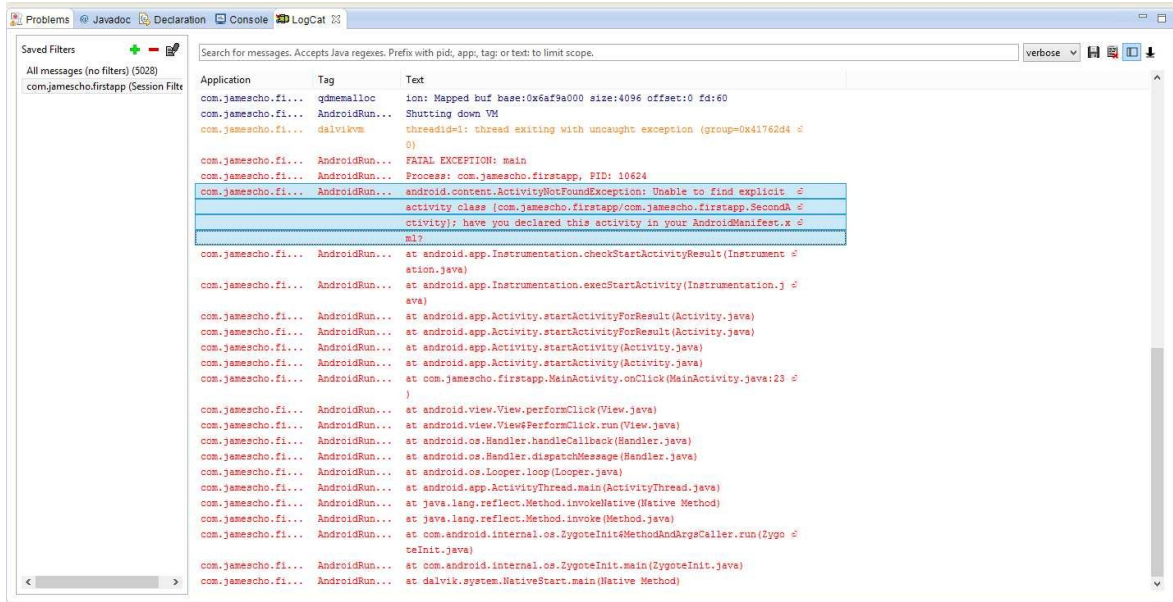 Problems @ Javadoc Declaration Console LogCat
Saved Filters
All messages (no filters) (5028)
com.jamescho.firstapp (Session Filte
Search for messages. Accepts Java regexes. Prefix with pid:, app:, tag: or text: to limit scope.
verbose
Application Tag Text
com.jamescho.fi... qdmemalloc ion: Mapped buf base:0x6af9a000 size:4096 offset:0 fd:60
com.jamescho.fi... AndroidRun... Shutting down VM
com.jamescho.fi... dalvikvm threadid=1: thread exiting with uncaught exception (group=0x41762d4
0)
com.jamescho.fi... AndroidRun... FATAL EXCEPTION: main
com.jamescho.fi... AndroidRun... Process: com.jamescho.firstapp, PID: 10624
com.jamescho.fi... AndroidRun... android.content.ActivityNotFoundException: Unable to find explicit
activity class {com.jamescho.firstapp/com.jamescho.firstapp.SecondA
ctivity}; have you declared this activity in your AndroidManifest.x
ml?
com.jamescho.fi... AndroidRun... at android.app.Instrumentation.checkStartActivityResult(Instrument
ation.java)
com.jamescho.fi... AndroidRun... at android.app.Instrumentation.execStartActivity(Instrumentation.j
ava)
com.jamescho.fi... AndroidRun... at android.app.Activity.startActivityForResult(Activity.java)
com.jamescho.fi... AndroidRun... at android.app.Activity.startActivityForResult(Activity.java)
com.jamescho.fi... AndroidRun... at android.app.Activity.startActivity(Activity.java)
com.jamescho.fi... AndroidRun... at android.app.Activity.startActivity(Activity.java)
com.jamescho.fi... AndroidRun... at com.jamescho.firstapp.MainActivity.onClick(MainActivity.java:23
)
com.jamescho.fi... AndroidRun... at android.view.View.performClick(View.java)
com.jamescho.fi... AndroidRun... at android.view.View$PerformClick.run(View.java)
com.jamescho.fi... AndroidRun... at android.os.Handler.handleCallback(Handler.java)
com.jamescho.fi... AndroidRun... at android.os.Handler.dispatchMessage(Handler.java)
com.jamescho.fi... AndroidRun... at android.os.Looper.loop(Looper.java)
com.jamescho.fi... AndroidRun... at android.app.ActivityThread.main(ActivityThread.java)
com.jamescho.fi... AndroidRun... at java.lang.reflect.Method.invokeNative(Native Method)
com.jamescho.fi... AndroidRun... at java.lang.reflect.Method.invoke(Method.java)
com.jamescho.fi... AndroidRun... at com.android.internal.os.ZygoteInit$MethodAndArgsCaller.run(Zygo
teInit.java)
com.jamescho.fi... AndroidRun... at com.android.internal.os.ZygoteInit.main(ZygoteInit.java)
com.jamescho.fi... AndroidRun... at dalvik.system.NativeStart.main(Native Method)